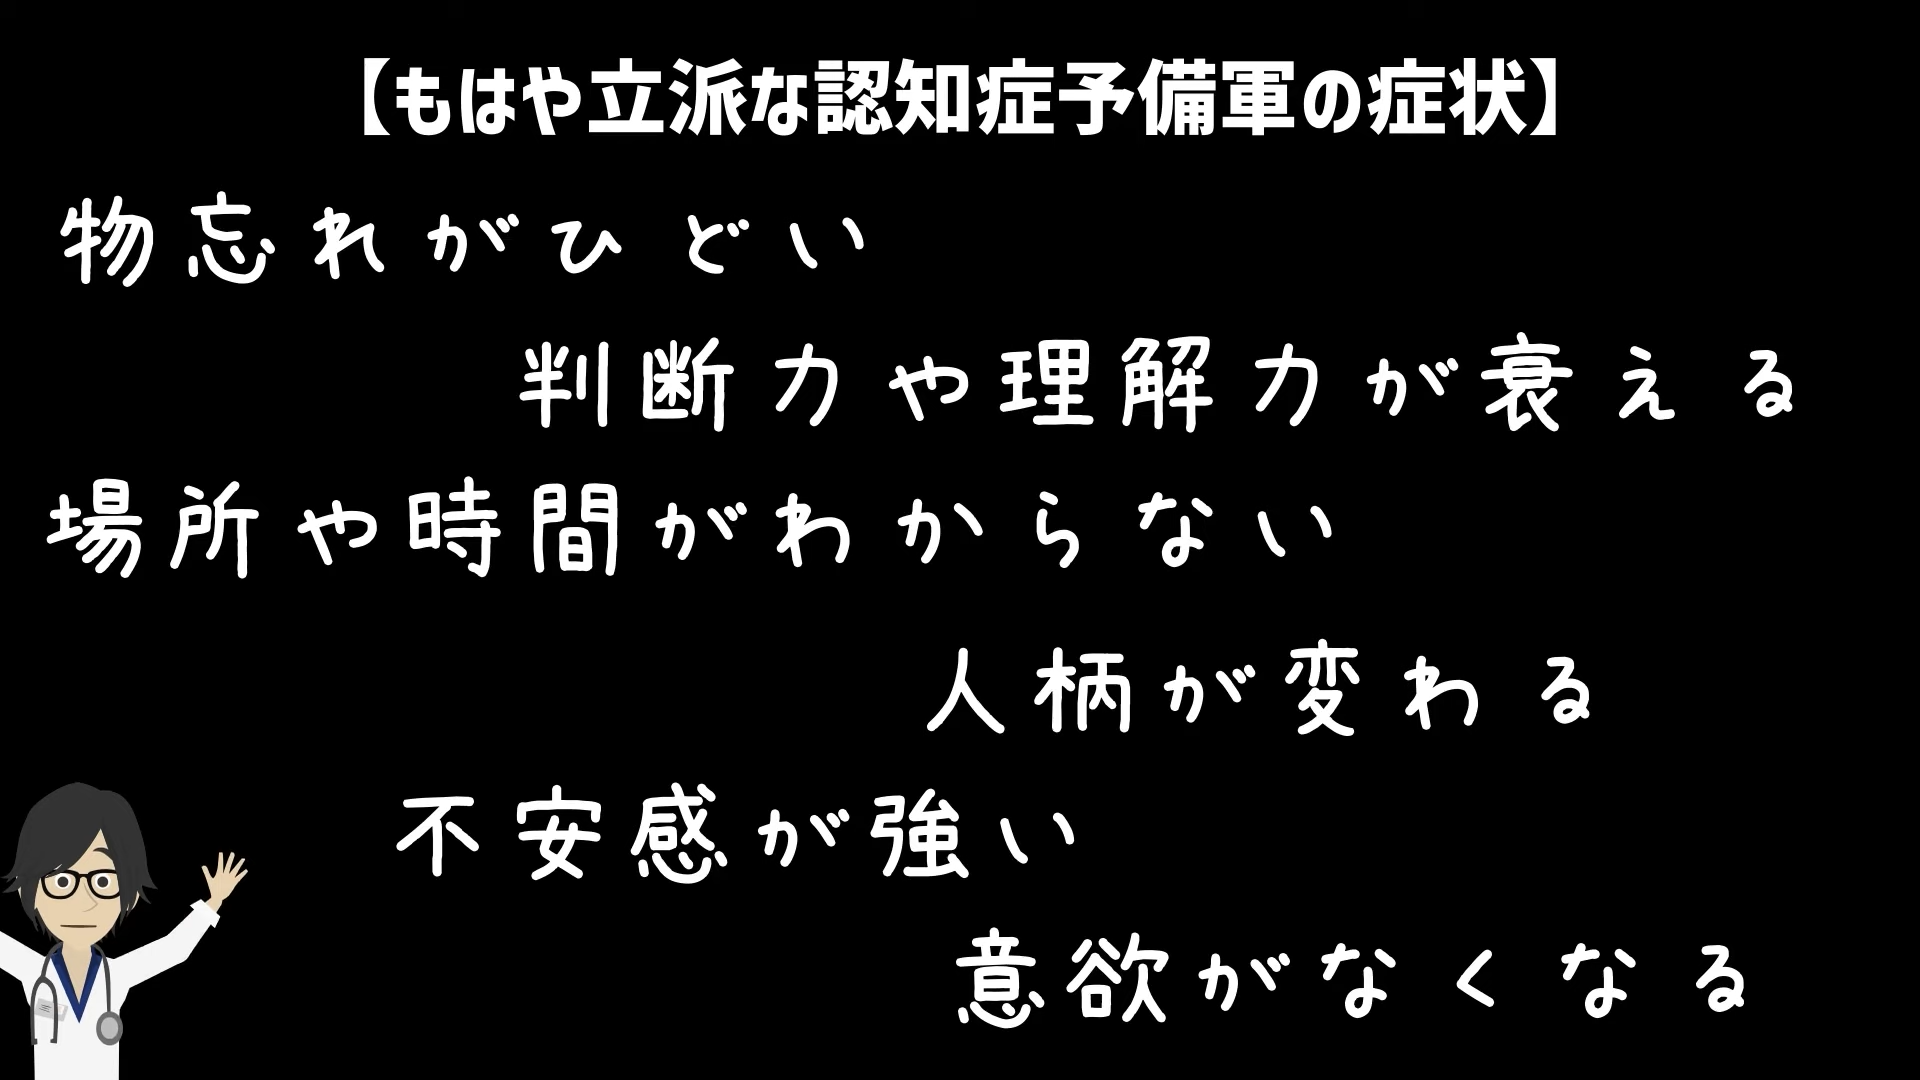 【もはや立派な認知症予備軍の症状】
物忘れがひどい
判断力や理解力が衰える
場所や時間がわからない
人柄が変わる
不安感が強い
意欲がなくなる